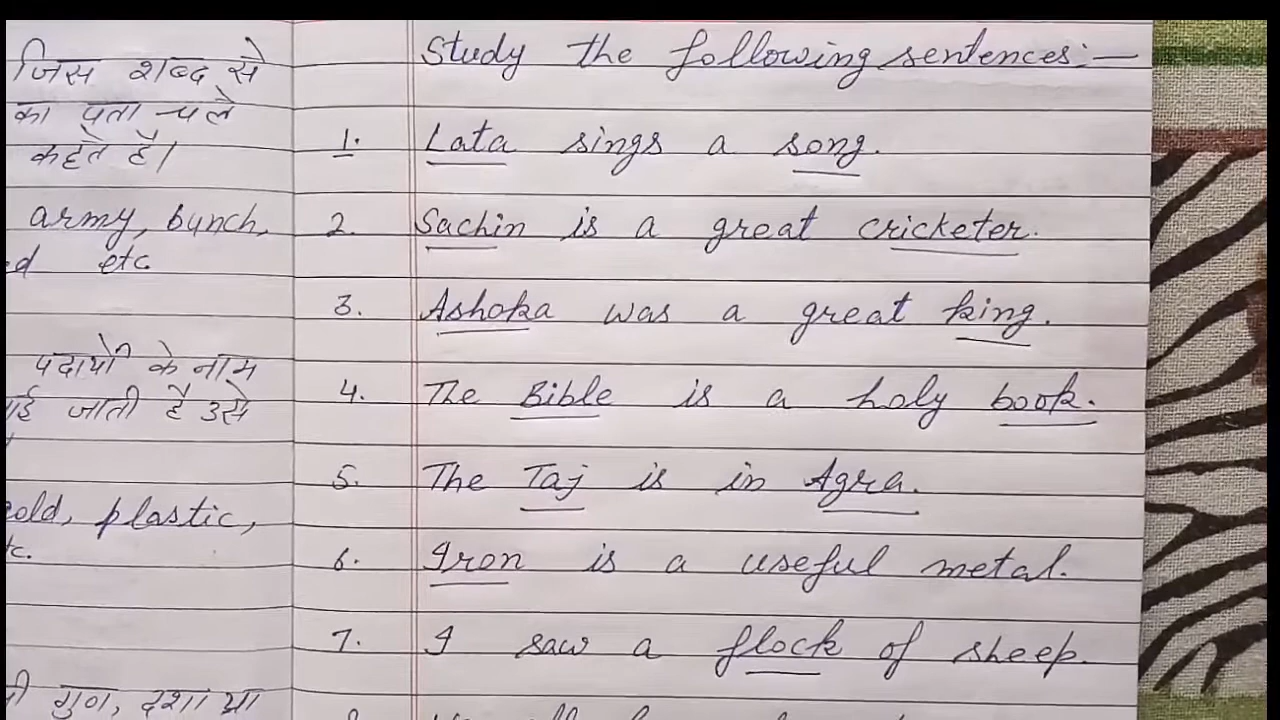 जिस शब्द से
का पता चले
कहते है।
army, bunch,
etc
पदार्थो के नाम
जाती है उसे
plastic,
गुण, दशा या
Study the following sentences:—
1. Lata sings a song.
2. Sachin is a great cricketer.
3. Ashoka was a great king.
4. The Bible is a holy book.
5. The Taj is in Agra.
6. Iron is a useful metal.
7. I saw a flock of sheep.